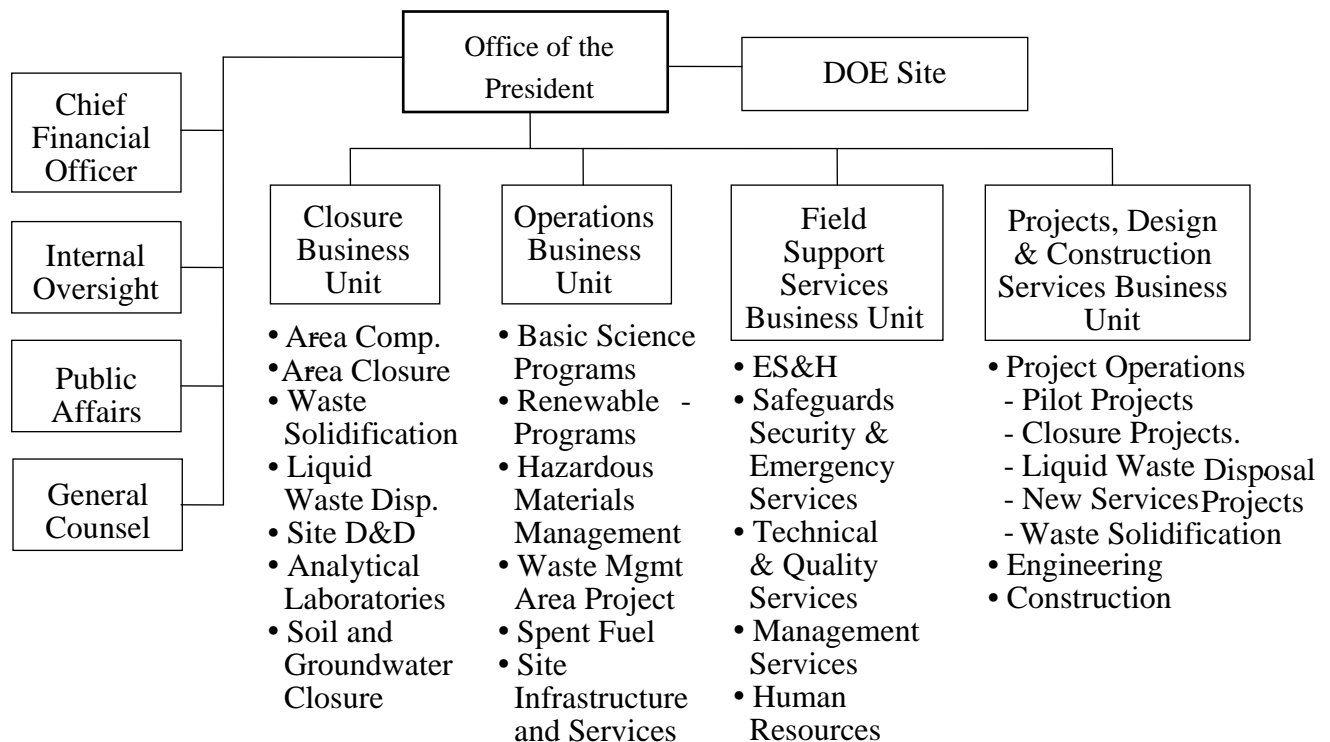 Office of the
President
DOE Site
Chief
Financial
Officer
Internal
Oversight
Public
Affairs
General
Counsel
Closure
Business
Unit
• Area Comp.
• Area Closure
• Waste
Solidification
• Liquid
Waste Disp.
• Site D&D
• Analytical
Laboratories
• Soil and
Groundwater
Closure
Operations
Business
Unit
• Basic Science
Programs
• Renewable -
Programs
• Hazardous
Materials
Management
• Waste Mgmt
Area Project
• Spent Fuel
• Site
Infrastructure
and Services
Field
Support
Services
Business Unit
• ES&H
• Safeguards
Security &
Emergency
Services
• Technical
& Quality
Services
• Management
Services
• Human
Resources
Projects, Design
& Construction
Services Business
Unit
• Project Operations
- Pilot Projects
- Closure Projects.
- Liquid Waste Disposal
- New Services Projects
- Waste Solidification
• Engineering
• Construction